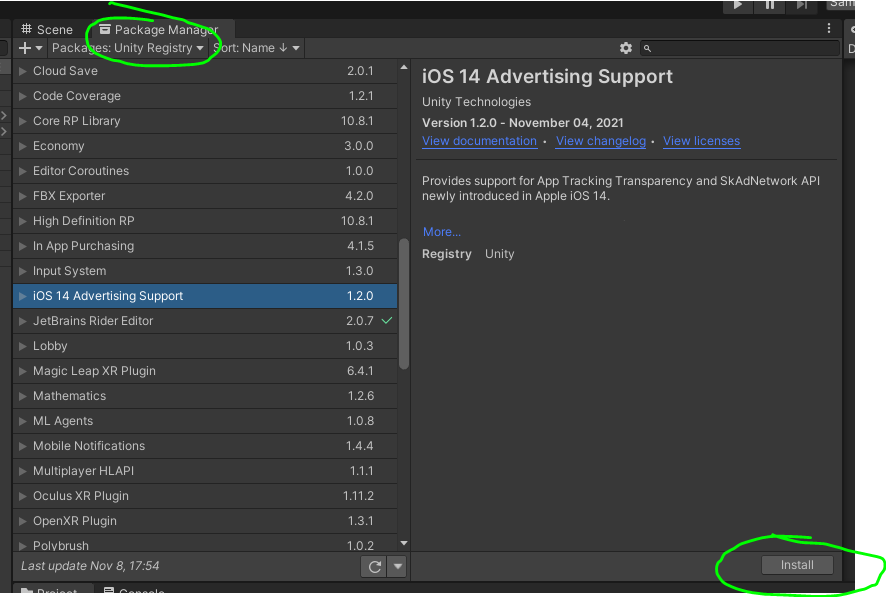 Sam
Scene
Package Manager
Packages: Unity Registry
Sort: Name ↓
Cloud Save 2.0.1
Code Coverage 1.2.1
Core RP Library 10.8.1
Economy 3.0.0
Editor Coroutines 1.0.0
FBX Exporter 4.2.0
High Definition RP 10.8.1
In App Purchasing 4.1.5
Input System 1.3.0
iOS 14 Advertising Support 1.2.0
JetBrains Rider Editor 2.0.7
Lobby 1.0.3
Magic Leap XR Plugin 6.4.1
Mathematics 1.2.6
ML Agents 1.0.8
Mobile Notifications 1.4.4
Multiplayer HLAPI 1.1.1
Oculus XR Plugin 1.11.2
OpenXR Plugin 1.3.1
Polybrush 1.0.2
Last update Nov 8, 17:54
iOS 14 Advertising Support
Unity Technologies
Version 1.2.0 - November 04, 2021
View documentation • View changelog • View licenses
Provides support for App Tracking Transparency and SkAdNetwork API
newly introduced in Apple iOS 14.
More...
Registry Unity
Install
Project
Console